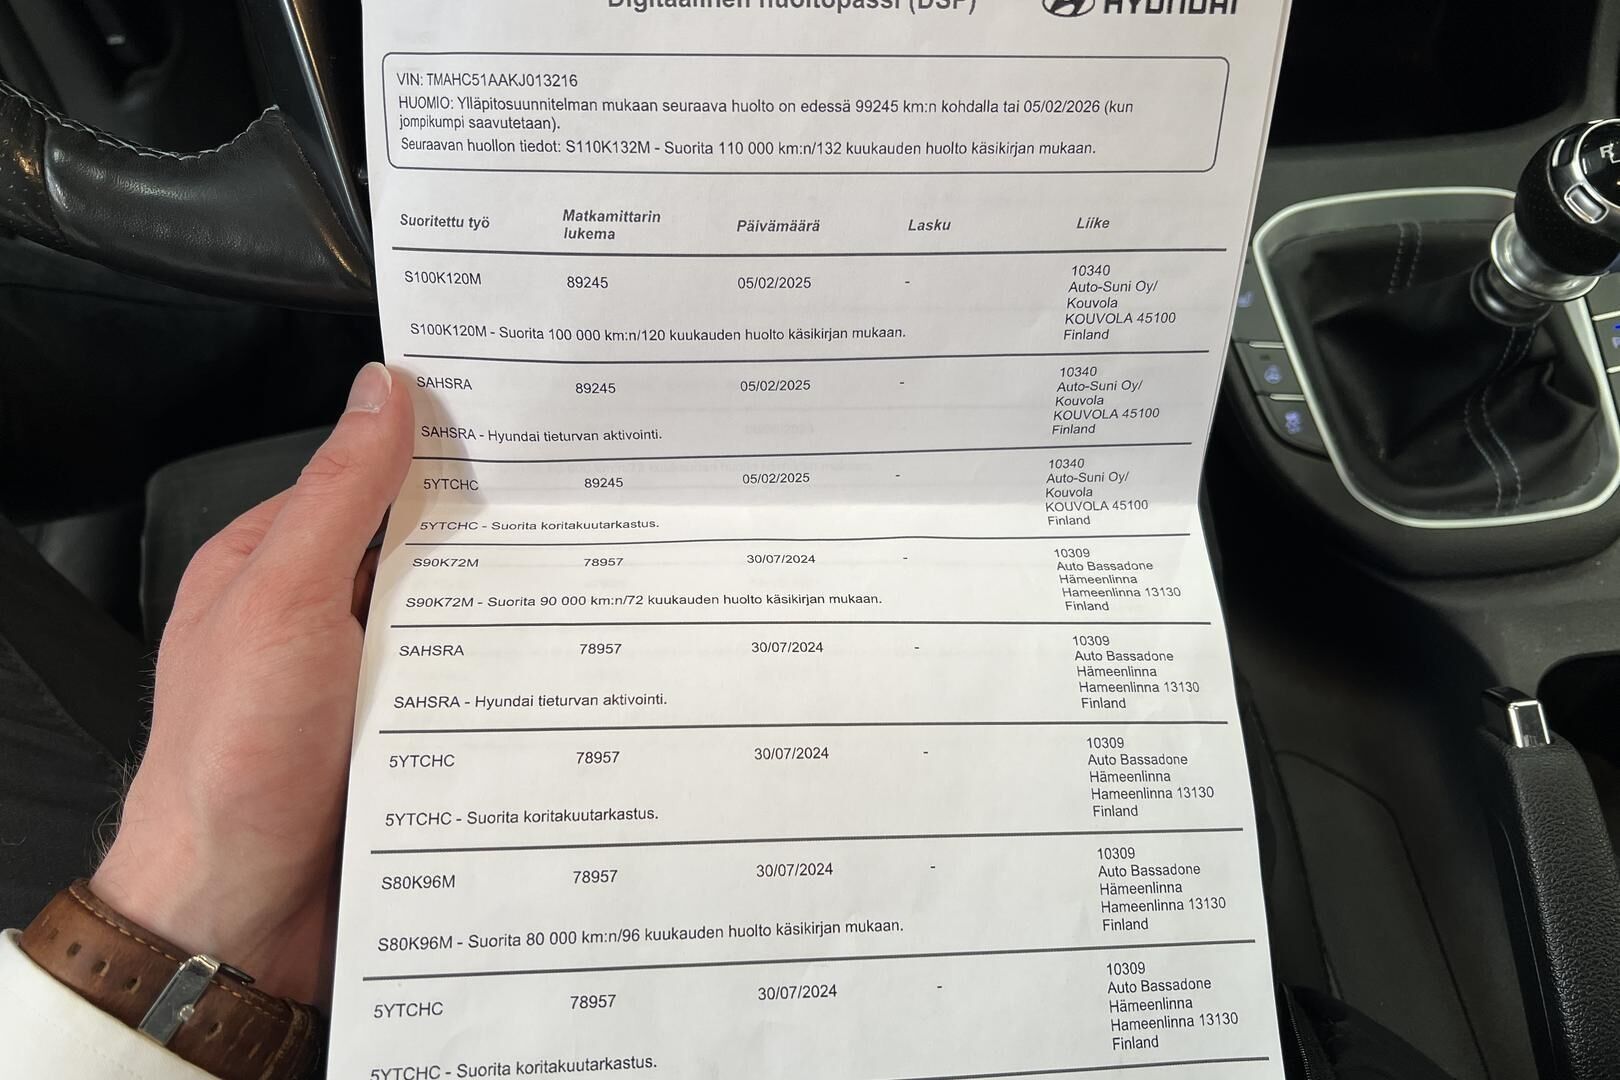 Digitaalinen huoltopassi (DSP)
HYUNDAI
VIN: TMAHC51AAKJ013216
HUOMIO: Ylläpitosuunnitelman mukaan seuraava huolto on edessä 99245 km:n kohdalla tai 05/02/2026 (kun
jompikumpi saavutetaan).
Seuraavan huollon tiedot: S110K132M - Suorita 110 000 km:n/132 kuukauden huolto käsikirjan mukaan.
Suoritettu työ
Matkamittarin
lukema
Päivämäärä
Lasku
Liike
S100K120M
89245
05/02/2025
-
10340
Auto-Suni Oy/
Kouvola
KOUVOLA 45100
Finland
S100K120M - Suorita 100 000 km:n/120 kuukauden huolto käsikirjan mukaan.
SAHSRA
89245
05/02/2025
-
10340
Auto-Suni Oy/
Kouvola
KOUVOLA 45100
Finland
SAHSRA - Hyundai tieturvan aktivointi.
5YTCHC
89245
05/02/2025
-
10340
Auto-Suni Oy/
Kouvola
KOUVOLA 45100
Finland
5YTCHC - Suorita koritakuutarkastus.
S90K72M
78957
30/07/2024
-
10309
Auto Bassadone
Hämeenlinna
Hameenlinna 13130
Finland
S90K72M - Suorita 90 000 km:n/72 kuukauden huolto käsikirjan mukaan.
SAHSRA
78957
30/07/2024
-
10309
Auto Bassadone
Hämeenlinna
Hameenlinna 13130
Finland
SAHSRA - Hyundai tieturvan aktivointi.
5YTCHC
78957
30/07/2024
-
10309
Auto Bassadone
Hämeenlinna
Hameenlinna 13130
Finland
5YTCHC - Suorita koritakuutarkastus.
S80K96M
78957
30/07/2024
-
10309
Auto Bassadone
Hämeenlinna
Hameenlinna 13130
Finland
S80K96M - Suorita 80 000 km:n/96 kuukauden huolto käsikirjan mukaan.
5YTCHC
78957
30/07/2024
-
10309
Auto Bassadone
Hämeenlinna
Hameenlinna 13130
Finland
5YTCHC - Suorita koritakuutarkastus.
R